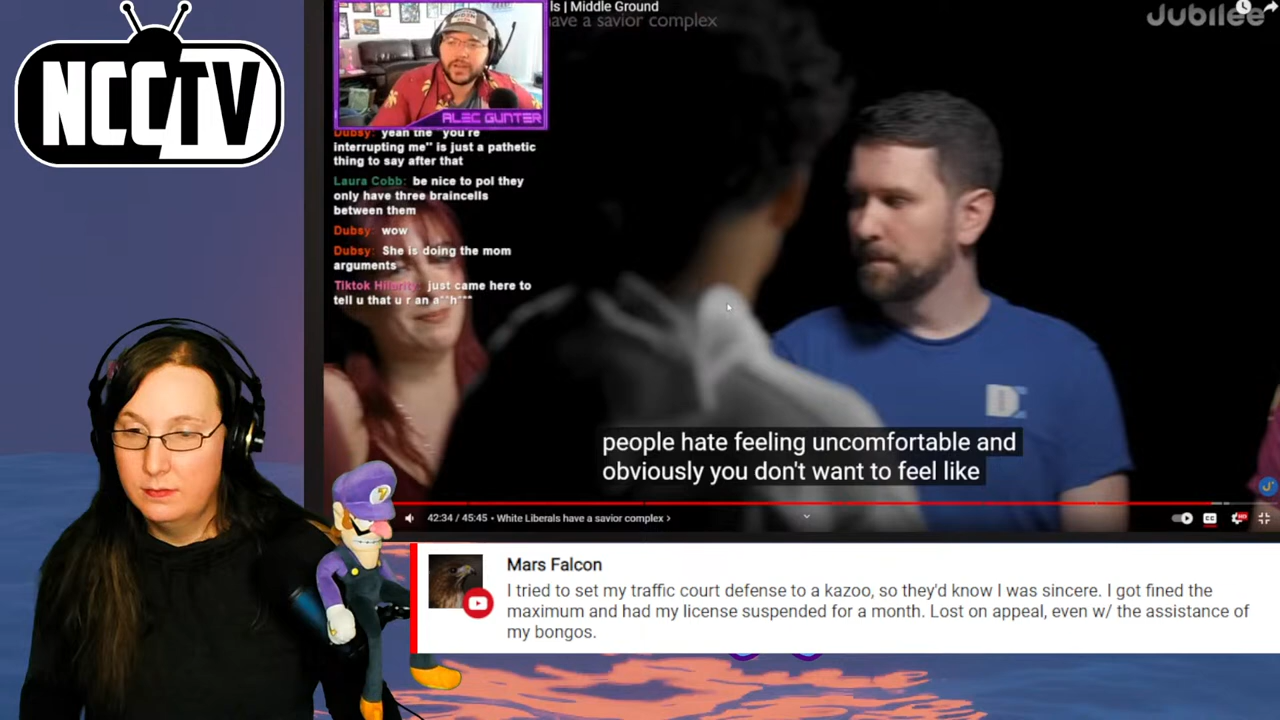 NCCTV
ls | Middle Ground
have a savior complex
Jubilee
ALEC GUNTER
Dubsy: yeah the "you're
interrupting me" is just a pathetic
thing to say after that
Laura Cobb: be nice to pol they
only have three braincells
between them
Dubsy: wow
Dubsy: She is doing the mom
arguments
Tiktok Hilarity: just came here to
tell u that u r an a**h***
people hate feeling uncomfortable and
obviously you don't want to feel like
42:34 / 45:45 • White Liberals have a savior complex >
CC
HD
Mars Falcon
I tried to set my traffic court defense to a kazoo, so they'd know I was sincere. I got fined the
maximum and had my license suspended for a month. Lost on appeal, even w/ the assistance of
my bongos.